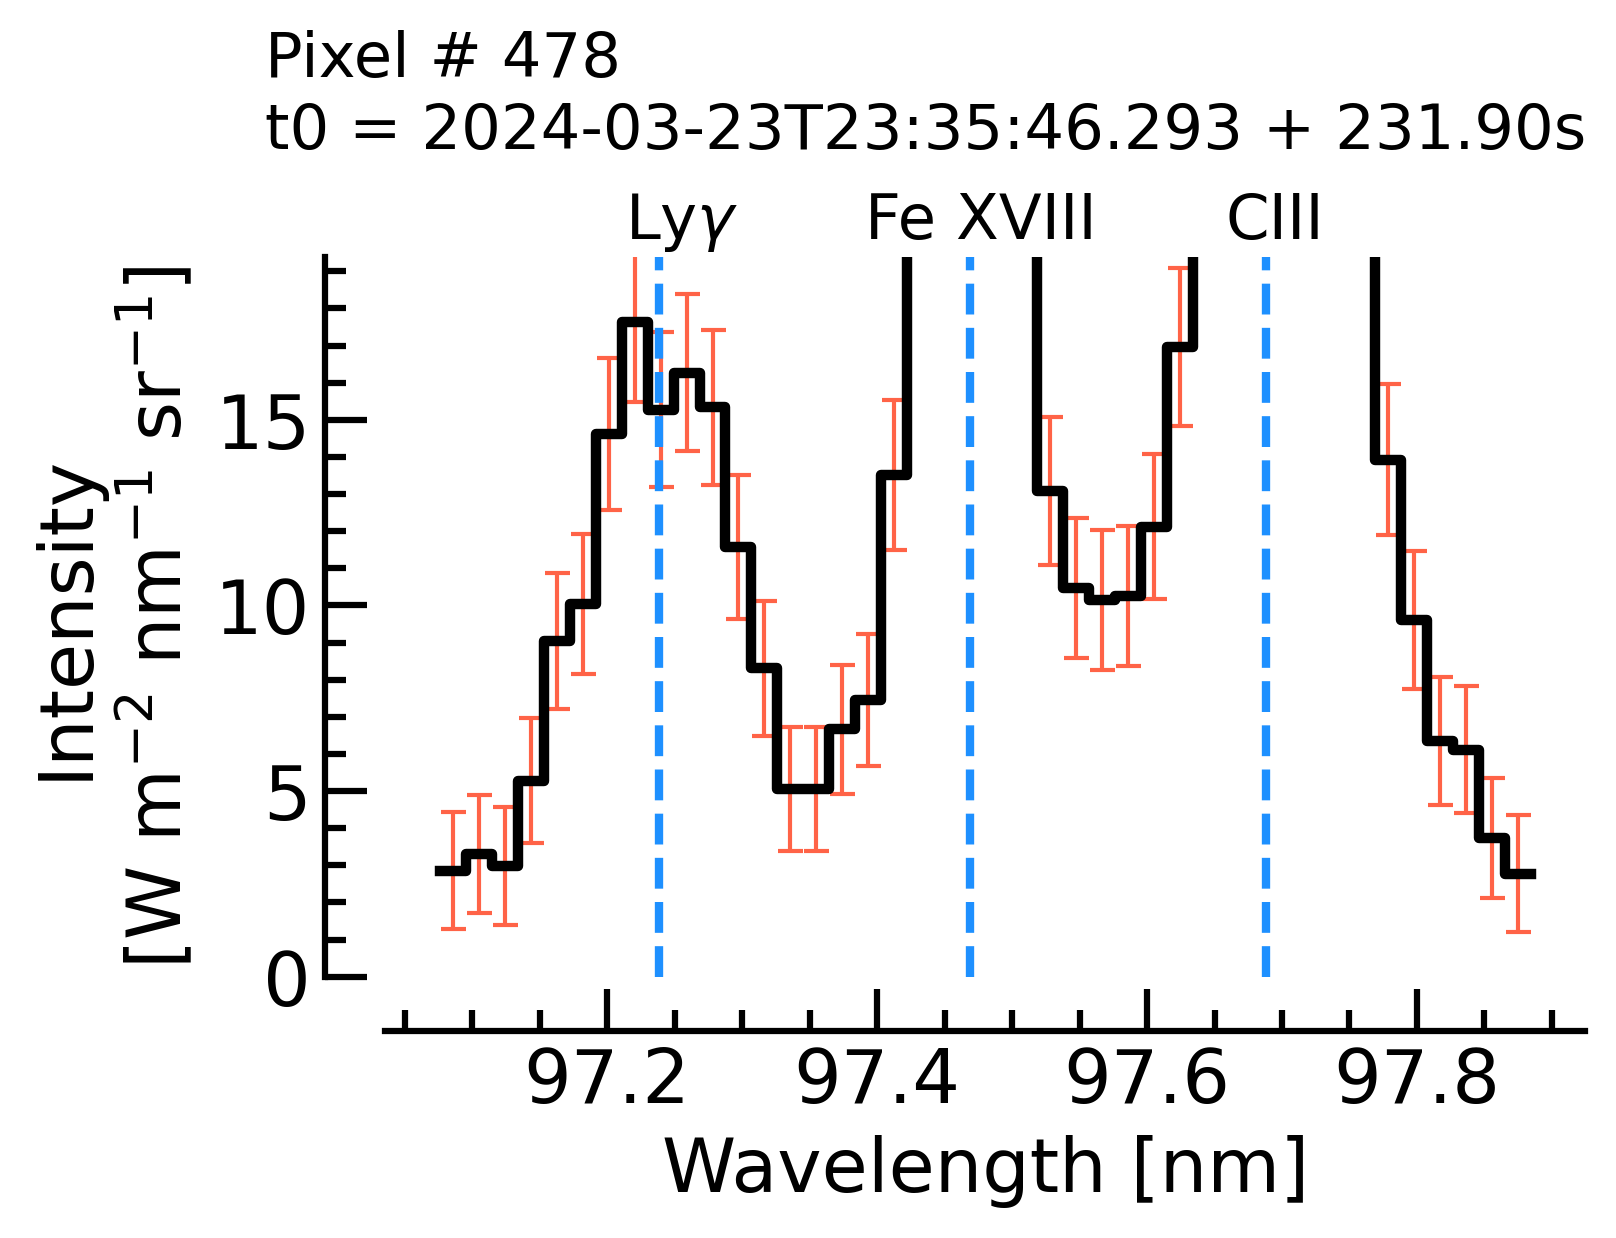 Pixel # 478
t0 = 2024-03-23T23:35:46.293 + 231.90s
Lyγ Fe XVIII CIII
Intensity
[W m⁻² nm⁻¹ sr⁻¹]
15
10
5
0
97.2 97.4 97.6 97.8
Wavelength [nm]